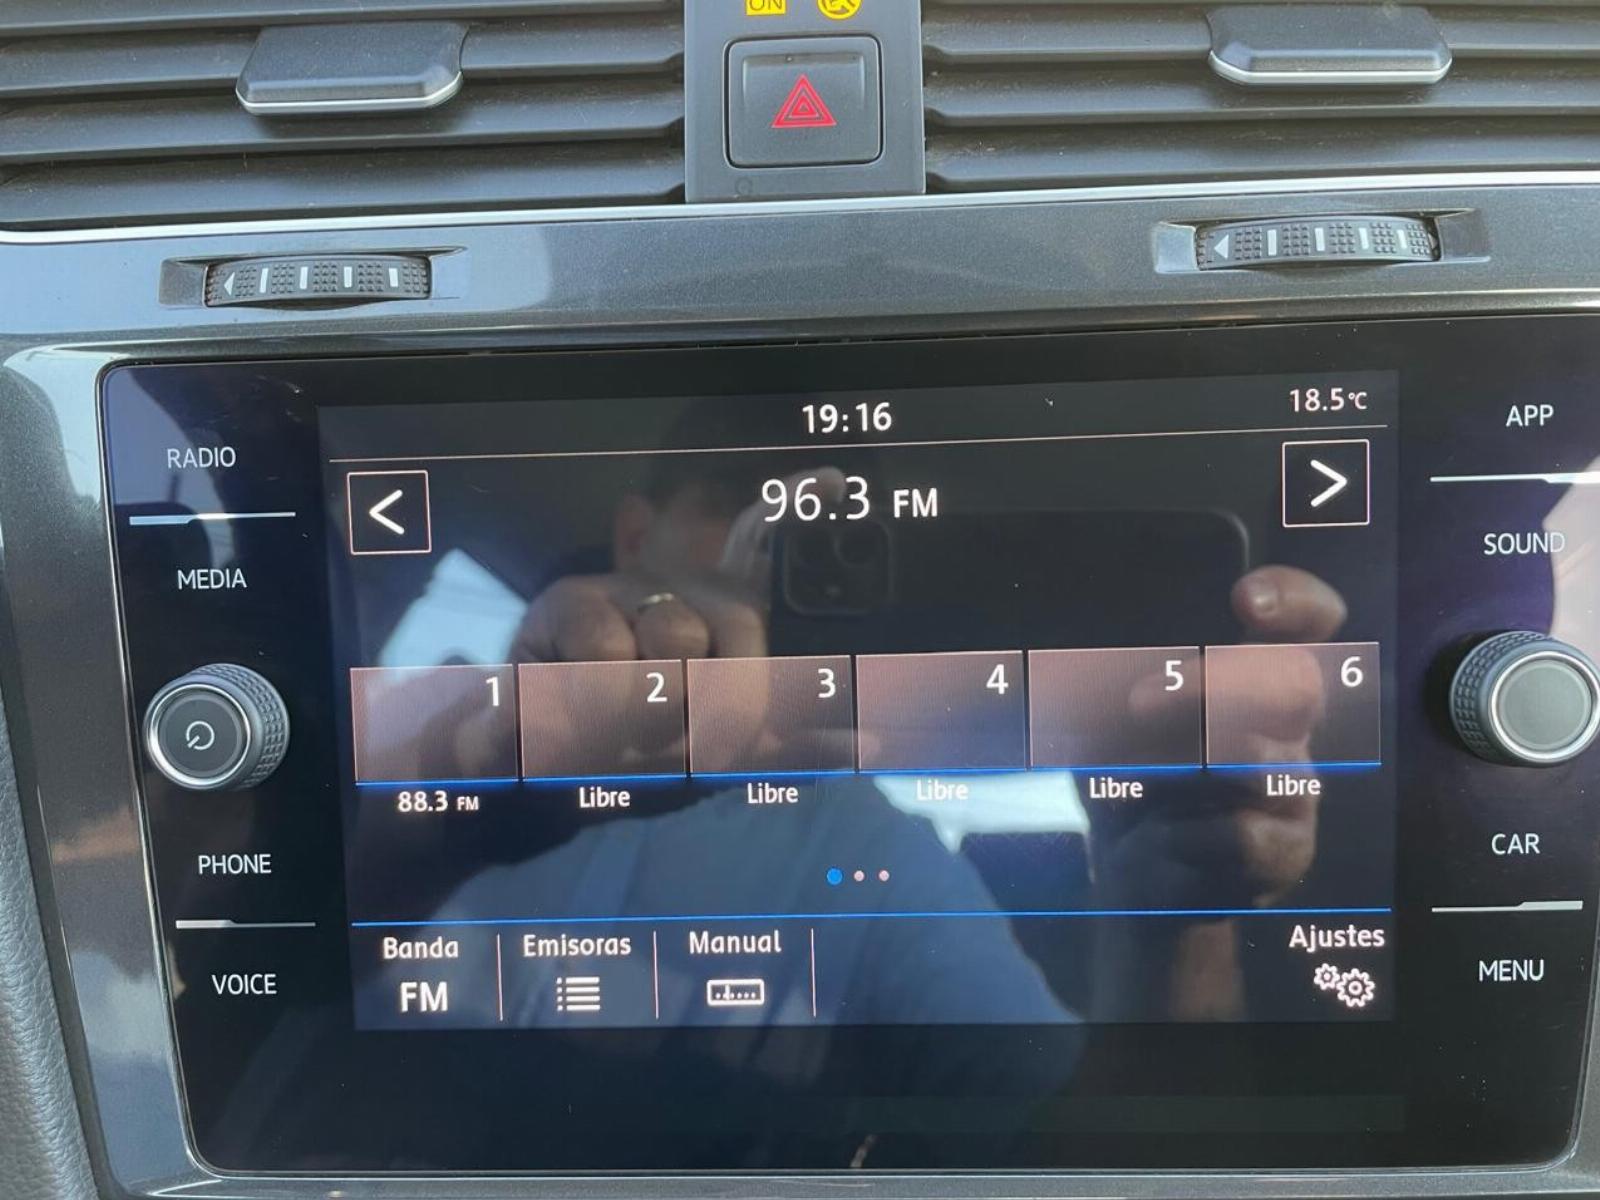 ON
19:16
18.5°C
RADIO
APP
<
96.3 FM
>
MEDIA
SOUND
1
2
3
4
5
6
88.3 FM
Libre
Libre
Libre
Libre
Libre
PHONE
CAR
Banda
Emisoras
Manual
Ajustes
FM
VOICE
MENU